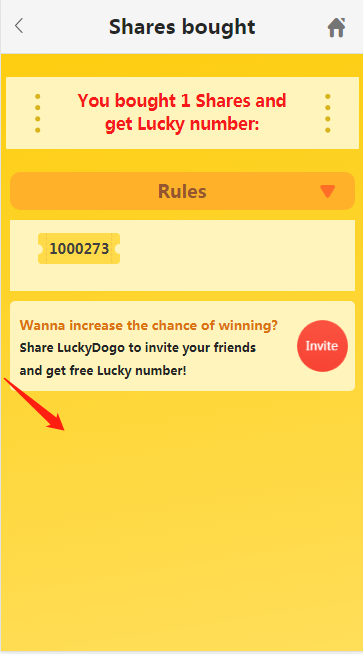 Shares bought
You bought 1 Shares and
get Lucky number:
Rules
1000273
Wanna increase the chance of winning?
Share LuckyDogo to invite your friends
and get free Lucky number!
Invite